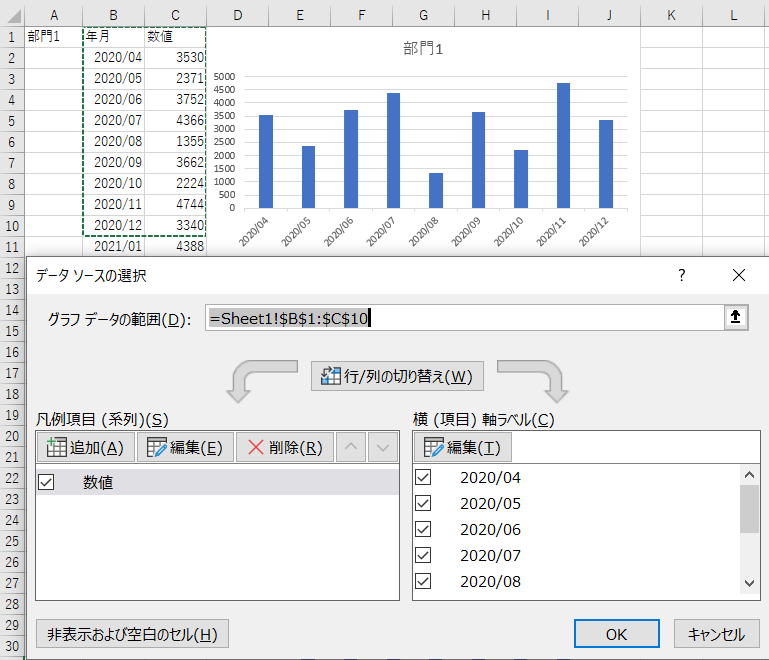 A B C D E F G H I J K L
1 部門1 年月 数値
2 2020/04 3530
3 2020/05 2371
4 2020/06 3752
5 2020/07 4366
6 2020/08 1355
7 2020/09 3662
8 2020/10 2224
9 2020/11 4744
10 2020/12 3340
11 2021/01 4388
部門1
5000
4500
4000
3500
3000
2500
2000
1500
1000
500
0
2020/04 2020/05 2020/06 2020/07 2020/08 2020/09 2020/10 2020/11 2020/12
12
13
14
15
16
17
18
19
20
21
22
23
24
25
26
27
28
29
30
データ ソースの選択 ?
グラフ データの範囲(D): =Sheet1!$B$1:$C$10
行/列の切り替え(W)
凡例項目 (系列)(S)
追加(A) 編集(E) 削除(R)
数値
横 (項目) 軸ラベル(C)
編集(T)
2020/04
2020/05
2020/06
2020/07
2020/08
非表示および空白のセル(H) OK キャンセル